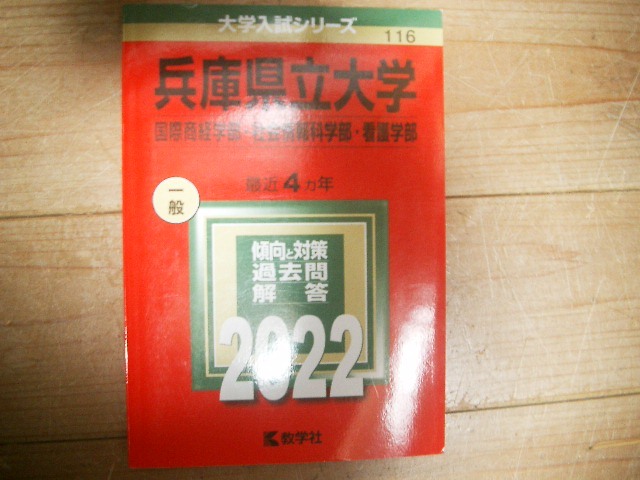 大学入試シリーズ
116
兵庫県立大学
国際商経学部・社会情報科学部・看護学部
最近4カ年
一般
傾向と対策
過去問
解答
2022
教学社